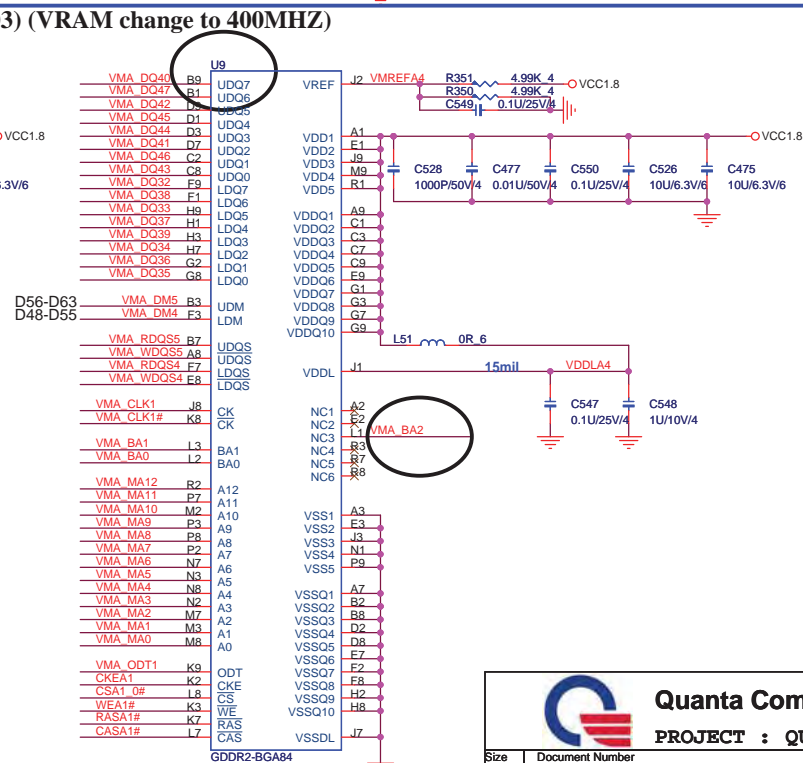 03) (VRAM change to 400MHZ)
U9
VMA_DQ40 B9 UDQ7
VMA_DQ47 B1 UDQ6
VMA_DQ42 D9 UDQ5
VMA_DQ45 D1 UDQ4
VMA_DQ44 D3 UDQ3
VMA_DQ41 D7 UDQ2
VMA_DQ46 C2 UDQ1
VMA_DQ43 C8 UDQ0
VMA_DQ32 F9 LDQ7
VMA_DQ38 F1 LDQ6
VMA_DQ33 H9 LDQ5
VMA_DQ37 H1 LDQ4
VMA_DQ39 H3 LDQ3
VMA_DQ34 H7 LDQ2
VMA_DQ36 G2 LDQ1
VMA_DQ35 G8 LDQ0
VCC1.8
6.3V/6
D56-D63 VMA_DM5 B3 UDM
D48-D55 VMA_DM4 F3 LDM
VMA_RDQS5 B7 UDQS
VMA_WDQS5 A8 UDQS
VMA_RDQS4 F7 LDQS
VMA_WDQS4 E8 LDQS
VMA_CLK1 J8 CK
VMA_CLK1# K8 CK
VMA_BA1 L3 BA1
VMA_BA0 L2 BA0
VMA_MA12 R2 A12
VMA_MA11 P7 A11
VMA_MA10 M2 A10
VMA_MA9 P3 A9
VMA_MA8 P8 A8
VMA_MA7 P2 A7
VMA_MA6 N7 A6
VMA_MA5 N3 A5
VMA_MA4 N8 A4
VMA_MA3 N2 A3
VMA_MA2 M7 A2
VMA_MA1 M3 A1
VMA_MA0 M8 A0
VMA_ODT1 K9 ODT
CKEA1 K2 CKE
CSA1_0# L8 CS
WEA1# K3 WE
RASA1# K7 RAS
CASA1# L7 CAS
GDDR2-BGA84
VREF J2 VMREFA4 R351 4.99K_4 VCC1.8
R350 4.99K_4
C549 0.1U/25V/4
VDD1 A1 VCC1.8
VDD2 E1
VDD3 J9
VDD4 M9
VDD5 R1
C528 C477 C550 C526 C475
1000P/50V/4 0.01U/50V/4 0.1U/25V/4 10U/6.3V/6 10U/6.3V/6
VDDQ1 A9
VDDQ2 C1
VDDQ3 C3
VDDQ4 C7
VDDQ5 C9
VDDQ6 E9
VDDQ7 G1
VDDQ8 G3
VDDQ9 G7
VDDQ10 G9
L51 0R_6
VDDL J1 15mil VDDLA4
C547 C548
0.1U/25V/4 1U/10V/4
NC1 A2
NC2 E2
NC3 L1 VMA_BA2
NC4 R3
NC5 R7
NC6 R8
VSS1 A3
VSS2 E3
VSS3 J3
VSS4 N1
VSS5 P9
VSSQ1 A7
VSSQ2 B2
VSSQ3 B8
VSSQ4 D2
VSSQ5 D8
VSSQ6 E7
VSSQ7 F2
VSSQ8 F8
VSSQ9 H2
VSSQ10 H8
VSSDL J7
Quanta Com
PROJECT : QU
Size Document Number